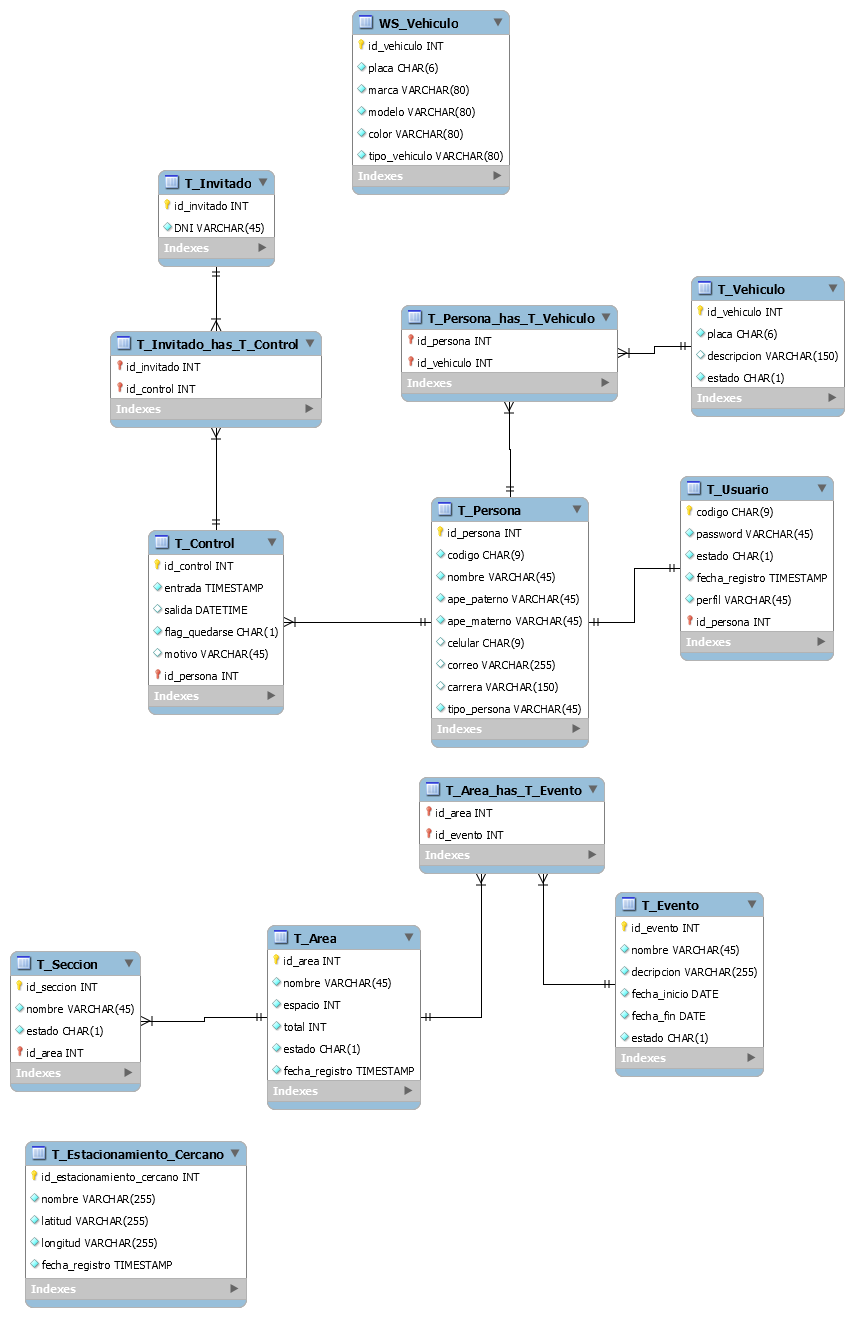 WS_Vehiculo
id_vehiculo INT
placa CHAR(6)
marca VARCHAR(80)
modelo VARCHAR(80)
color VARCHAR(80)
tipo_vehiculo VARCHAR(80)
Indexes
T_Invitado
id_invitado INT
DNI VARCHAR(45)
Indexes
T_Invitado_has_T_Control
id_invitado INT
id_control INT
Indexes
T_Persona_has_T_Vehiculo
id_persona INT
id_vehiculo INT
Indexes
T_Vehiculo
id_vehiculo INT
placa CHAR(6)
descripcion VARCHAR(150)
estado CHAR(1)
Indexes
T_Control
id_control INT
entrada TIMESTAMP
salida DATETIME
flag_quedarse CHAR(1)
motivo VARCHAR(45)
id_persona INT
Indexes
T_Persona
id_persona INT
codigo CHAR(9)
nombre VARCHAR(45)
ape_paterno VARCHAR(45)
ape_materno VARCHAR(45)
celular CHAR(9)
correo VARCHAR(255)
carrera VARCHAR(150)
tipo_persona VARCHAR(45)
Indexes
T_Usuario
codigo CHAR(9)
password VARCHAR(45)
estado CHAR(1)
fecha_registro TIMESTAMP
perfil VARCHAR(45)
id_persona INT
Indexes
T_Area_has_T_Evento
id_area INT
id_evento INT
Indexes
T_Seccion
id_seccion INT
nombre VARCHAR(45)
estado CHAR(1)
id_area INT
Indexes
T_Area
id_area INT
nombre VARCHAR(45)
espacio INT
total INT
estado CHAR(1)
fecha_registro TIMESTAMP
Indexes
T_Evento
id_evento INT
nombre VARCHAR(45)
decripcion VARCHAR(255)
fecha_inicio DATE
fecha_fin DATE
estado CHAR(1)
Indexes
T_Estacionamiento_Cercano
id_estacionamiento_cercano INT
nombre VARCHAR(255)
latitud VARCHAR(255)
longitud VARCHAR(255)
fecha_registro TIMESTAMP
Indexes